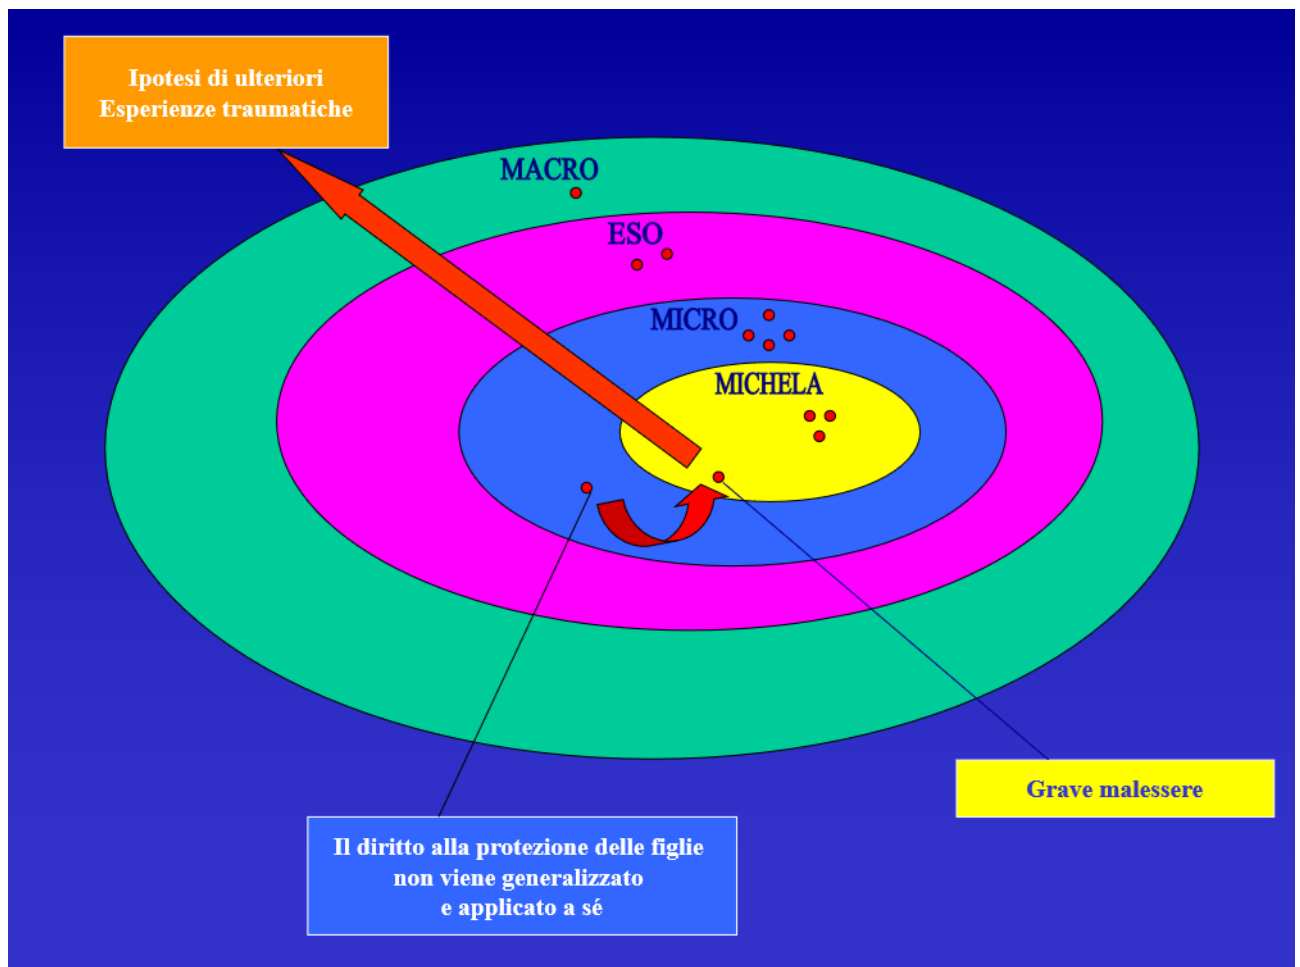 Ipotesi di ulteriori
Esperienze traumatiche
MACRO
ESO
MICRO
MICHELA
Grave malessere
Il diritto alla protezione delle figlie
non viene generalizzato
e applicato a sé